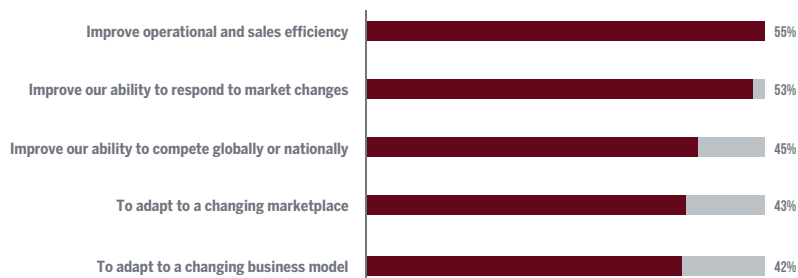 Improve operational and sales efficiency 55%
Improve our ability to respond to market changes 53%
Improve our ability to compete globally or nationally 45%
To adapt to a changing marketplace 43%
To adapt to a changing business model 42%